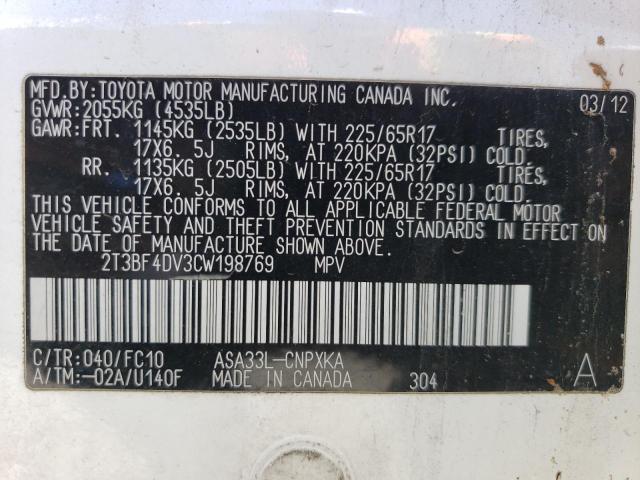 MFD.BY:TOYOTA MOTOR MANUFACTURING CANADA INC. 03/12
GVWR:2055KG (4535LB)
GAWR:FRT. 1145KG (2535LB) WITH 225/65R17 TIRES,
17X6. 5J RIMS, AT 220KPA (32PSI) COLD.
RR. 1135KG (2505LB) WITH 225/65R17 TIRES,
17X6. 5J RIMS, AT 220KPA (32PSI) COLD.
THIS VEHICLE CONFORMS TO ALL APPLICABLE FEDERAL MOTOR
VEHICLE SAFETY AND THEFT PREVENTION STANDARDS IN EFFECT ON
THE DATE OF MANUFACTURE SHOWN ABOVE.
2T3BF4DV3CW198769 MPV
C/TR:040/FC10 ASA33L-CNPXKA
A/TM:-02A/U140F MADE IN CANADA 304 A